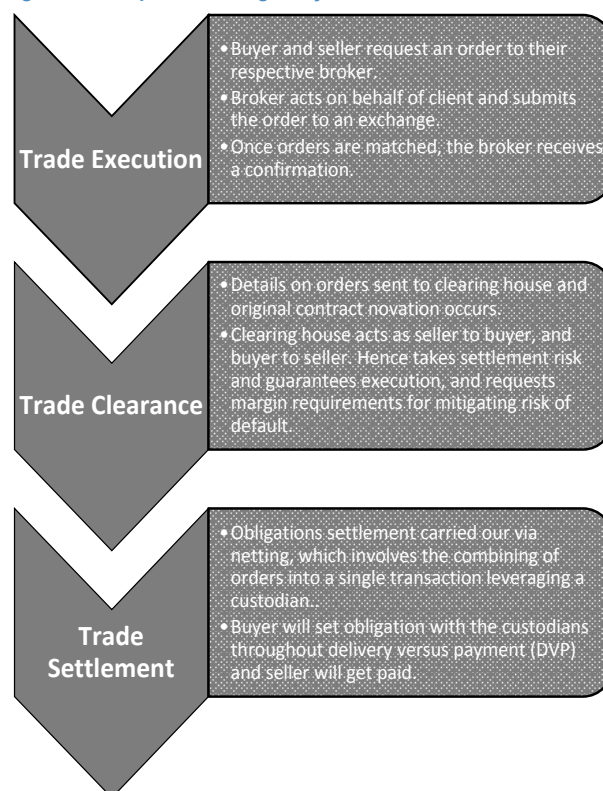 Trade Execution
• Buyer and seller request an order to their
respective broker.
• Broker acts on behalf of client and submits
the order to an exchange.
• Once orders are matched, the broker receives
a confirmation.
Trade Clearance
• Details on orders sent to clearing house and
original contract novation occurs.
• Clearing house acts as seller to buyer, and
buyer to seller. Hence takes settlement risk
and guarantees execution, and requests
margin requirements for mitigating risk of
default.
Trade
Settlement
• Obligations settlement carried our via
netting, which involves the combining of
orders into a single transaction leveraging a
custodian..
• Buyer will set obligation with the custodians
throughout delivery versus payment (DVP)
and seller will get paid.